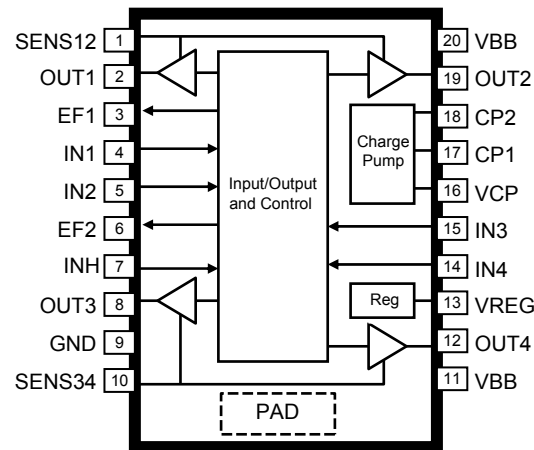 SENS12 1
OUT1 2
EF1 3
IN1 4
IN2 5
EF2 6
INH 7
OUT3 8
GND 9
SENS34 10
Input/Output
and Control
Charge
Pump
Reg
PAD
20 VBB
19 OUT2
18 CP2
17 CP1
16 VCP
15 IN3
14 IN4
13 VREG
12 OUT4
11 VBB